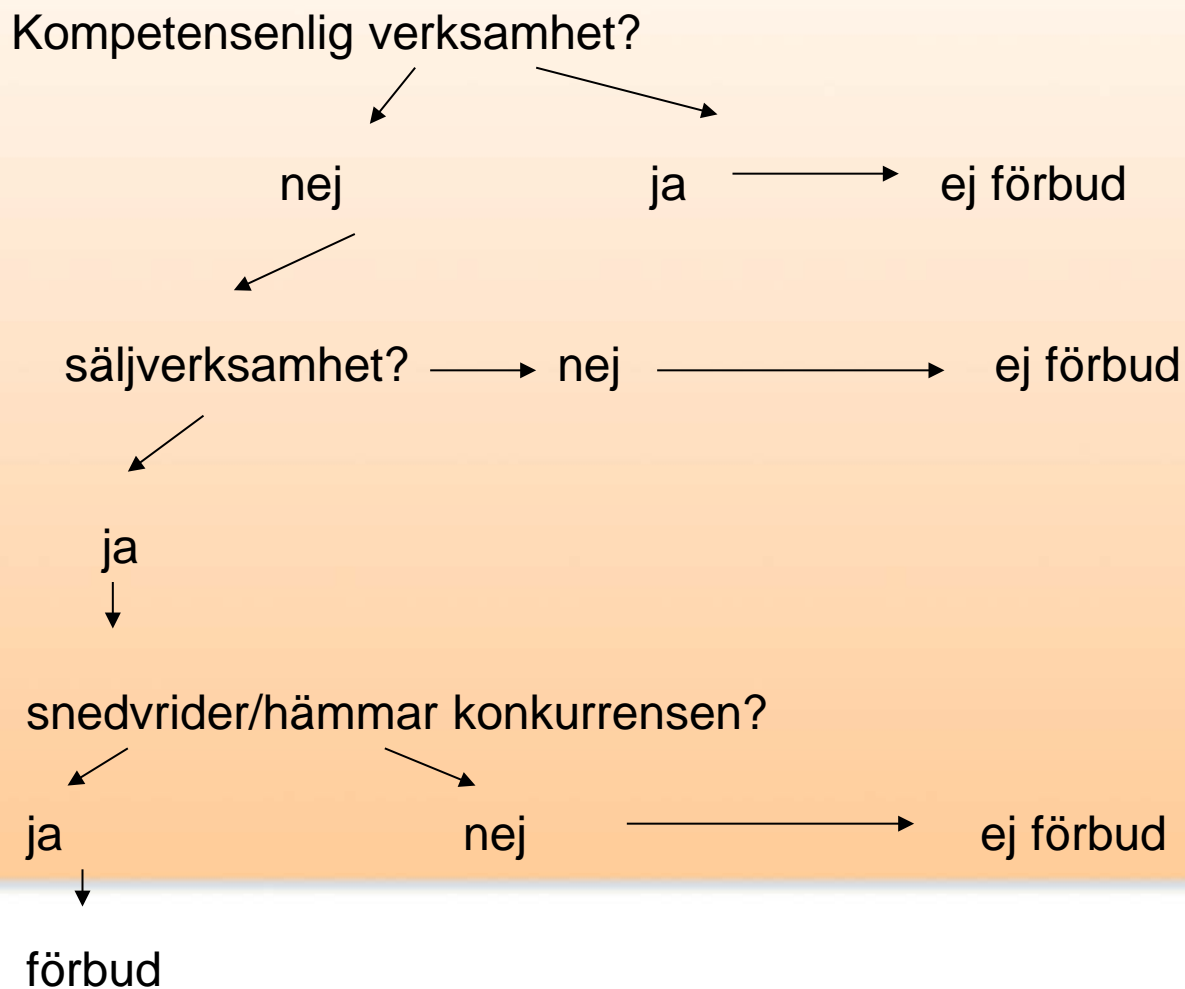 Kompetensenlig verksamhet?
nej ja ej förbud
säljverksamhet? nej ej förbud
ja
snedvrider/hämmar konkurrensen?
ja nej ej förbud
förbud